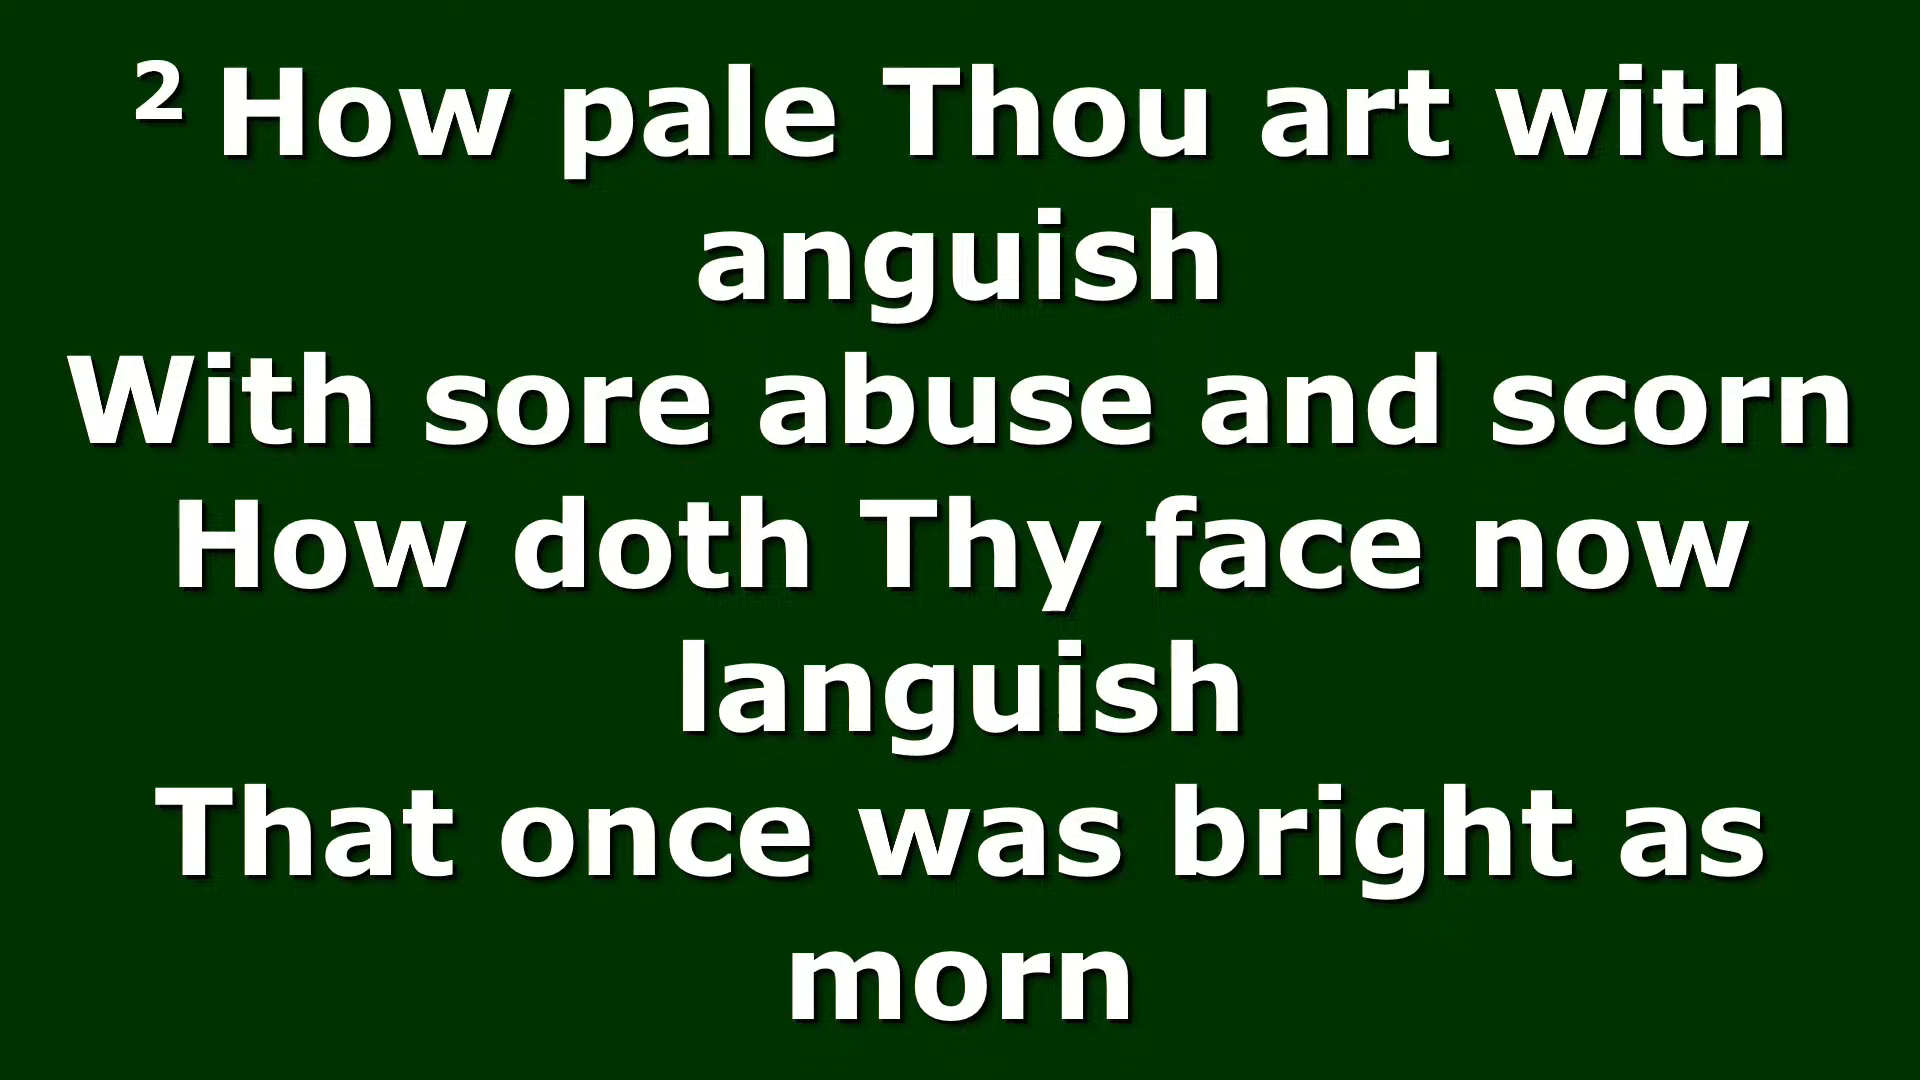 2 How pale Thou art with
anguish
With sore abuse and scorn
How doth Thy face now
languish
That once was bright as
morn